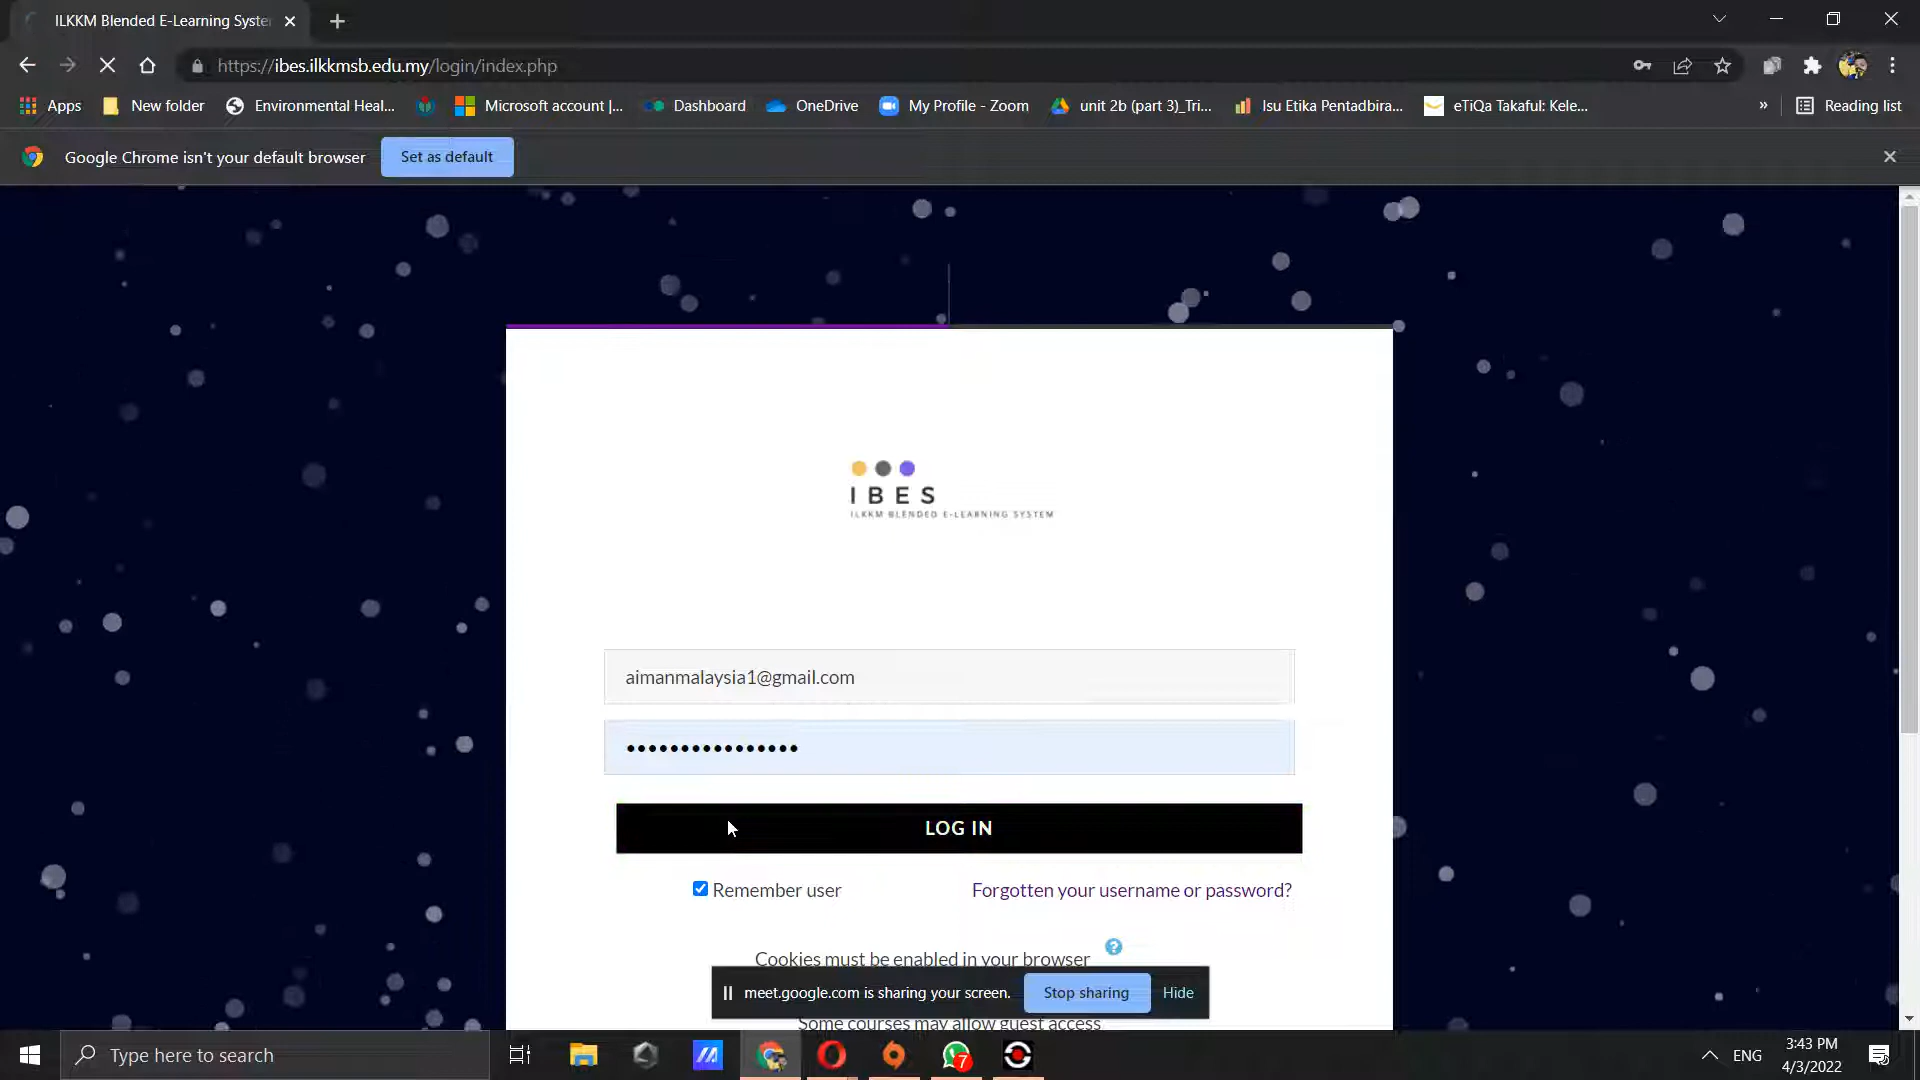 ILKKM Blended E-Learning Syste
https://ibes.ilkkmsb.edu.my/login/index.php
Apps
New folder
Environmental Heal...
Microsoft account |...
Dashboard
OneDrive
My Profile - Zoom
unit 2b (part 3)_Tri...
Isu Etika Pentadbira...
eTiQa Takaful: Kele...
»
Reading list
Google Chrome isn't your default browser
Set as default
IBES
ILKKM BLENDED E-LEARNING SYSTEM
aimanmalaysia1@gmail.com
••••••••••••••••
LOG IN
Remember user
Forgotten your username or password?
Cookies must be enabled in your browser
?
meet.google.com is sharing your screen.
Stop sharing
Hide
Some courses may allow guest access
Type here to search
7
ENG
3:43 PM
4/3/2022